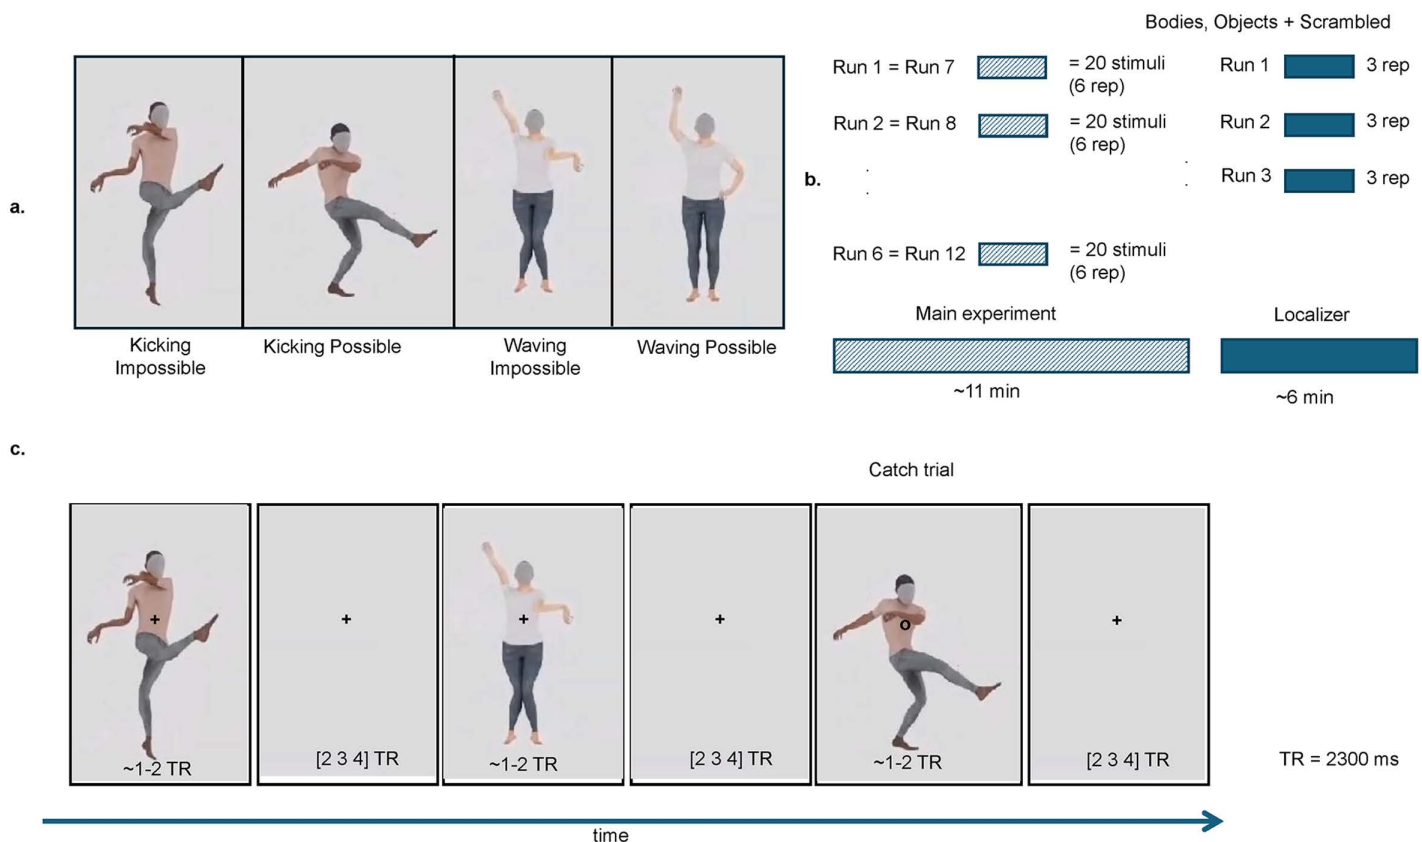 a.
Kicking
Impossible
Kicking Possible
Waving
Impossible
Waving Possible
b.
Bodies, Objects + Scrambled
Run 1 = Run 7
= 20 stimuli
(6 rep)
Run 2 = Run 8
= 20 stimuli
(6 rep)
Run 6 = Run 12
= 20 stimuli
(6 rep)
Run 1
3 rep
Run 2
3 rep
Run 3
3 rep
Main experiment
~11 min
Localizer
~6 min
c.
Catch trial
+
+
+
+
o
+
~1-2 TR
[2 3 4] TR
~1-2 TR
[2 3 4] TR
~1-2 TR
[2 3 4] TR
TR = 2300 ms
time